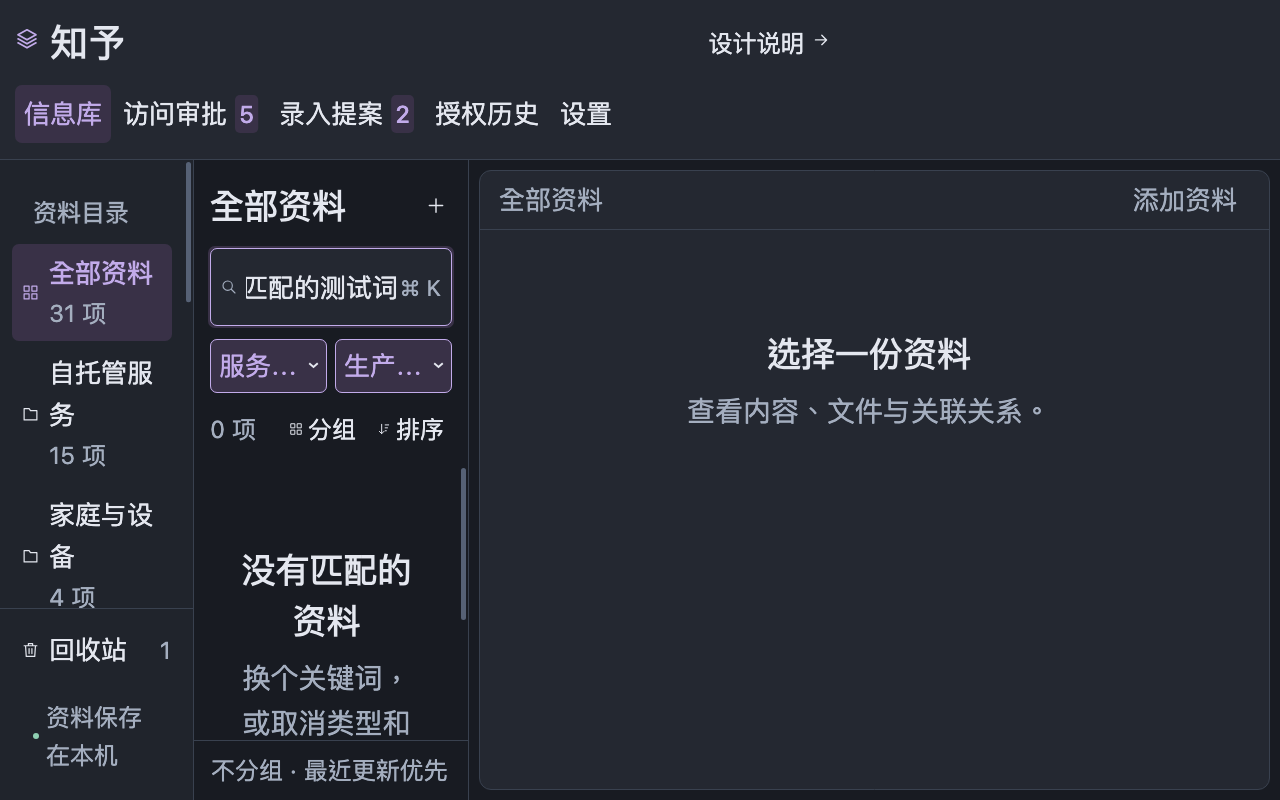 知予
设计说明 →
信息库 访问审批 5 录入提案 2 授权历史 设置
资料目录
全部资料
31 项
自托管服
务
15 项
家庭与设
备
4 项
回收站 1
资料保存
在本机
全部资料 +
匹配的测试词 ⌘ K
服务… 生产…
0 项 分组 排序
没有匹配的
资料
换个关键词，
或取消类型和
不分组 · 最近更新优先
全部资料 添加资料
选择一份资料
查看内容、文件与关联关系。